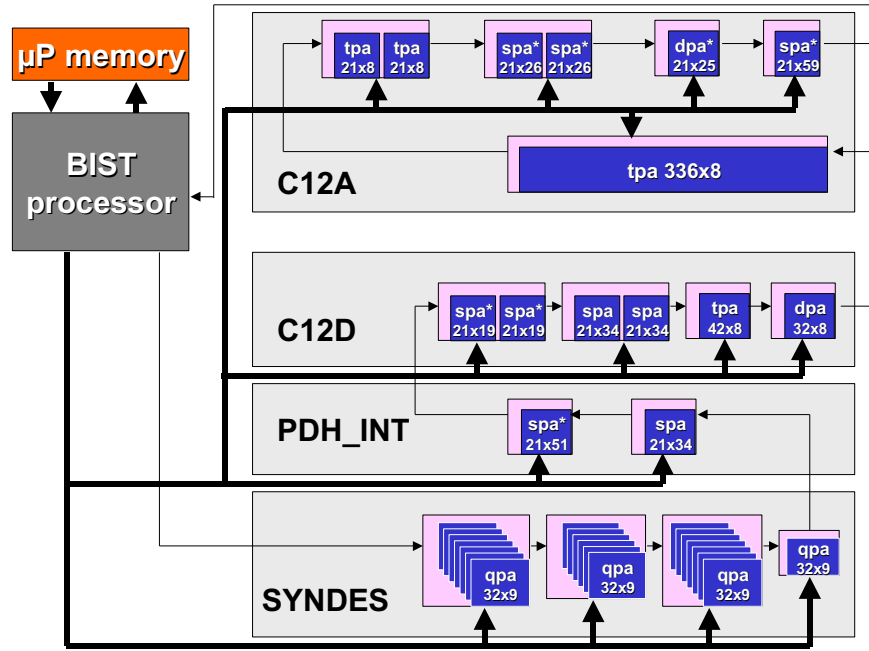 µP memory
BIST
processor
tpa tpa
21x8 21x8
spa* spa*
21x26 21x26
dpa*
21x25
spa*
21x59
tpa 336x8
C12A
C12D
spa* spa*
21x19 21x19
spa spa
21x34 21x34
tpa
42x8
dpa
32x8
PDH_INT
spa*
21x51
spa
21x34
SYNDES
qpa
32x9
qpa
32x9
qpa
32x9
qpa
32x9